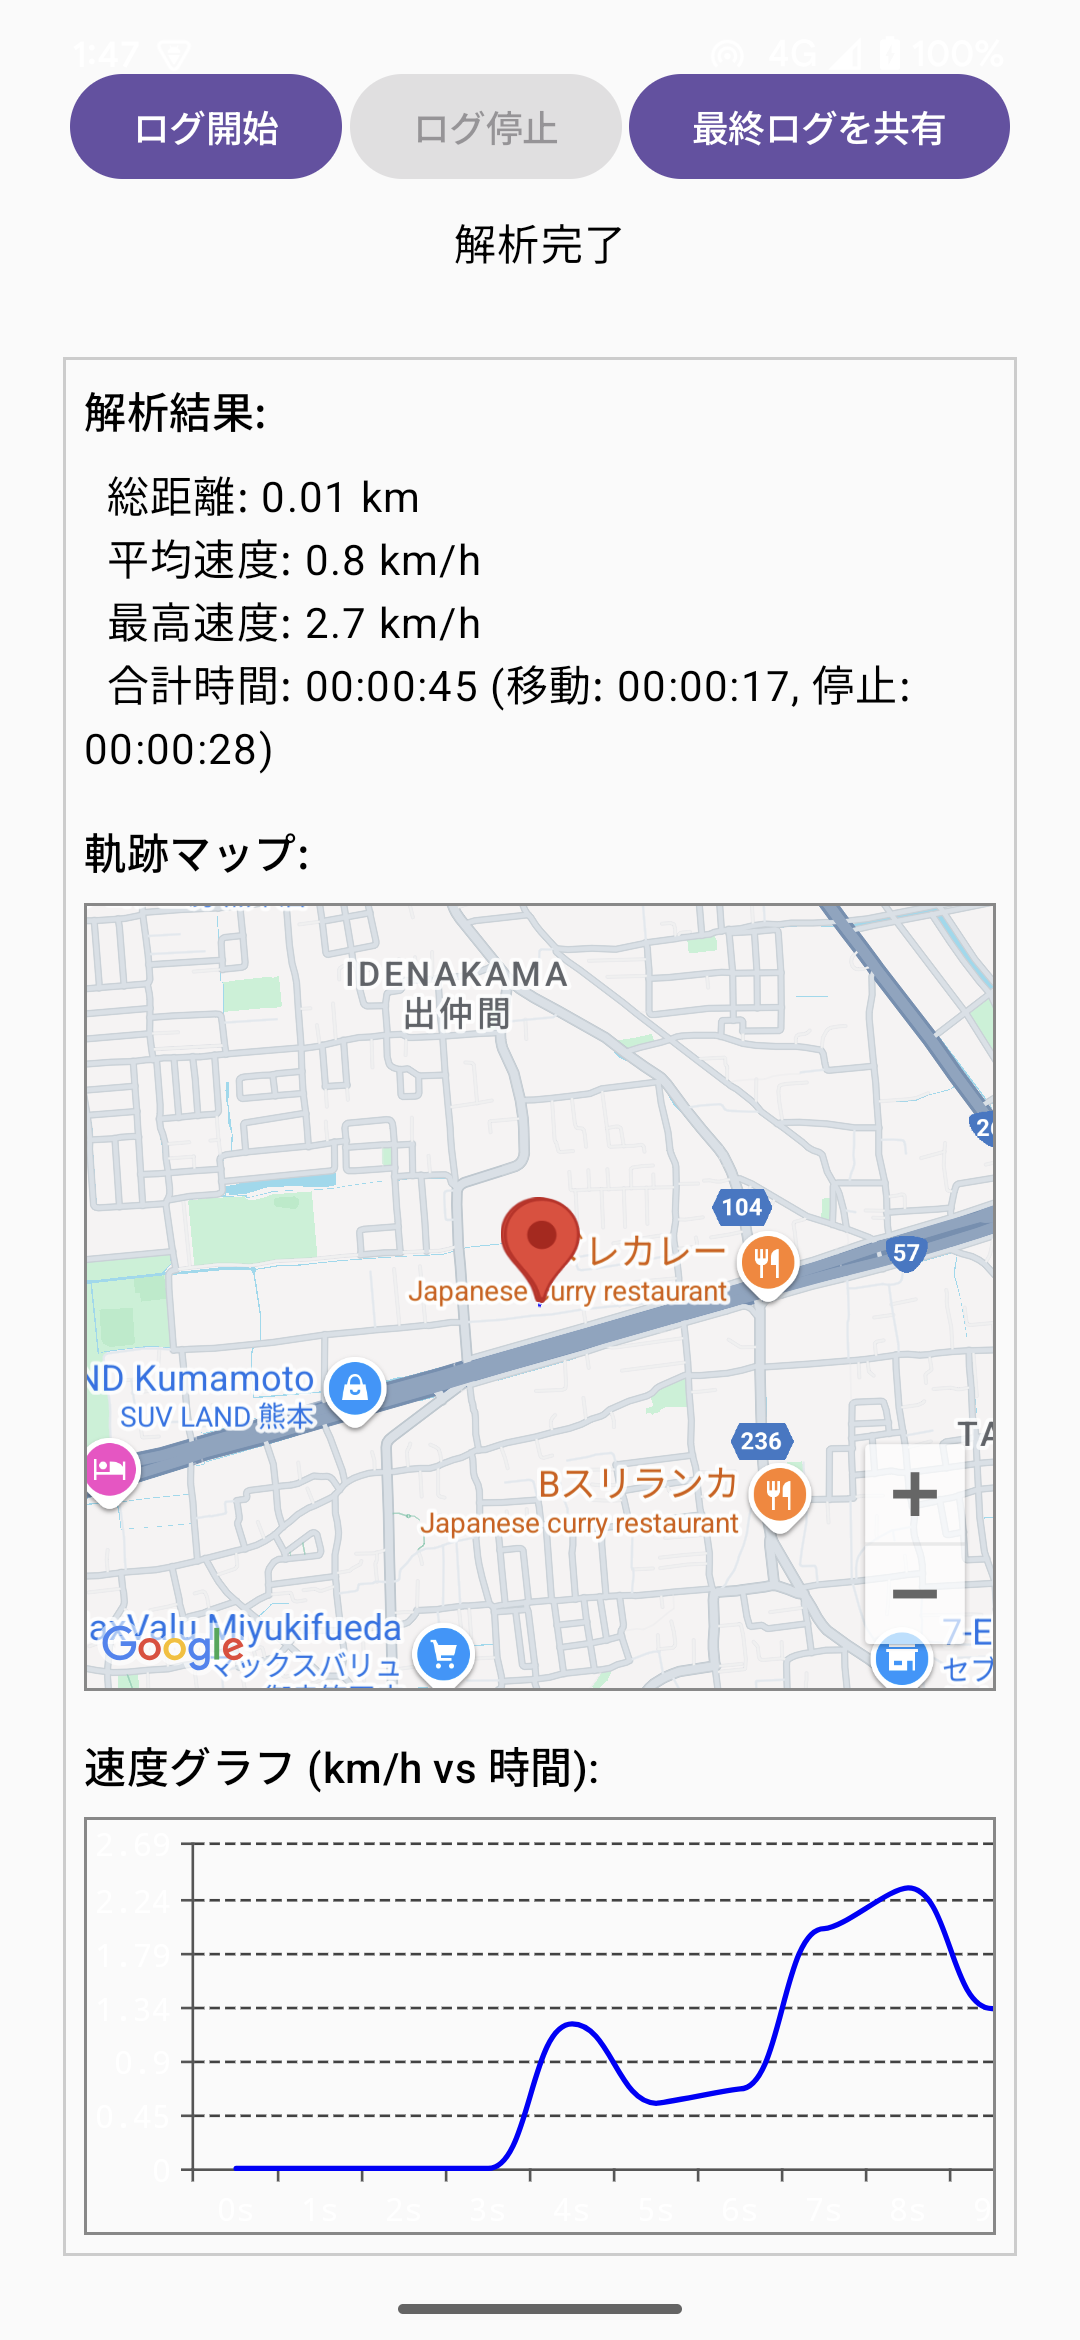 1:47 4G 100%
ログ開始 ログ停止 最終ログを共有
解析完了
解析結果:
総距離: 0.01 km
平均速度: 0.8 km/h
最高速度: 2.7 km/h
合計時間: 00:00:45 (移動: 00:00:17, 停止:
00:00:28)
軌跡マップ:
IDENAKAMA
出仲間
104
レカレー
57
Japanese curry restaurant
ND Kumamoto
SUV LAND 熊本
236
TA
Bスリランカ
Japanese curry restaurant
+
−
axValu Miyukifueda
マックスバリュ
Google
7-E
セブ
速度グラフ (km/h vs 時間):
2.69
2.24
1.79
1.34
0.9
0.45
0
0s 1s 2s 3s 4s 5s 6s 7s 8s 9